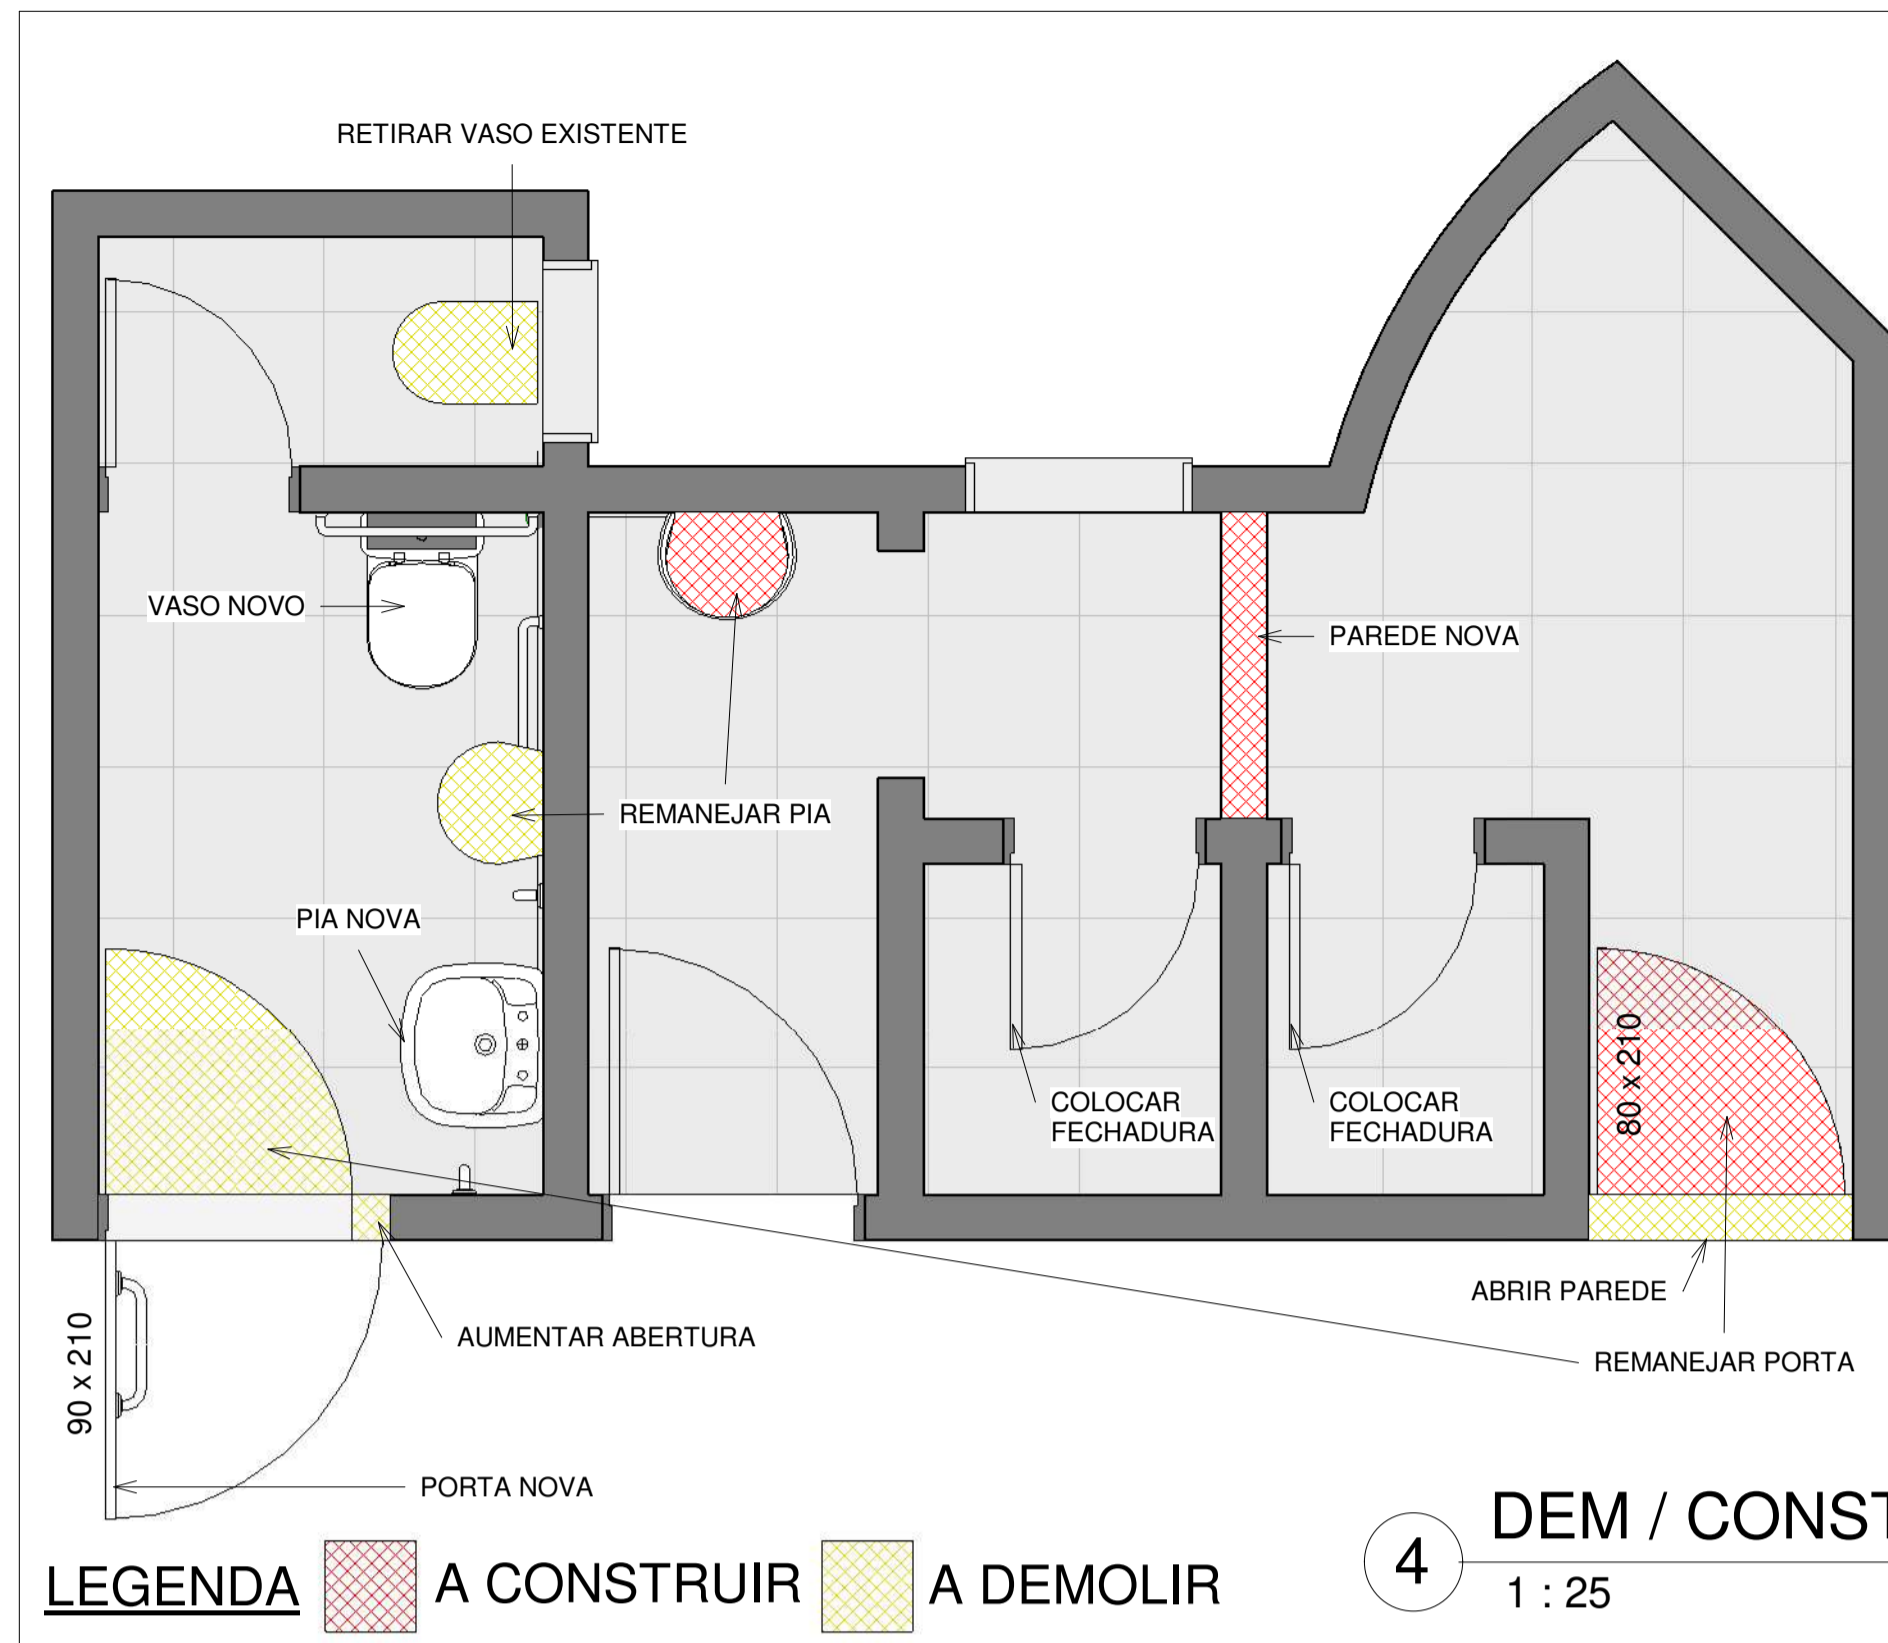 RETIRAR VASO EXISTENTE
VASO NOVO
PAREDE NOVA
REMANEJAR PIA
PIA NOVA
80 x 210
COLOCAR
FECHADURA
COLOCAR
FECHADURA
ABRIR PAREDE
AUMENTAR ABERTURA
REMANEJAR PORTA
90 x 210
PORTA NOVA
LEGENDA
A CONSTRUIR
A DEMOLIR
4
DEM / CONST
1 : 25